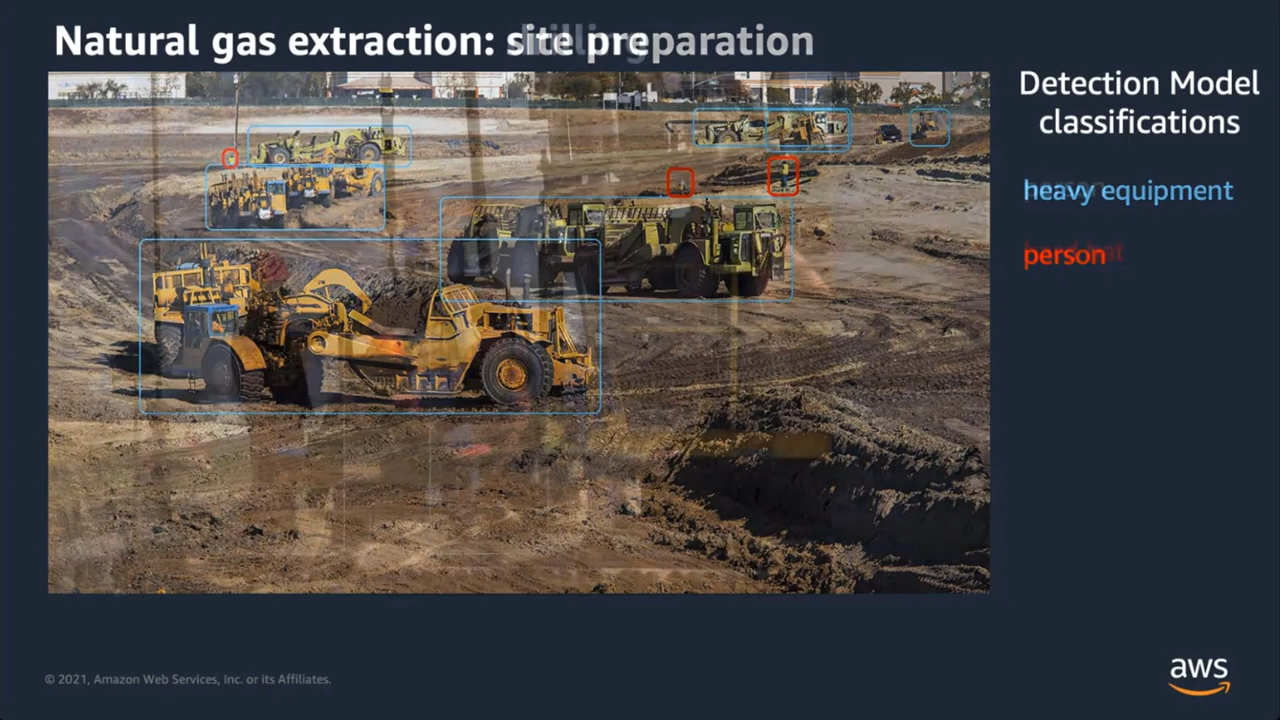 Natural gas extraction: site preparation
Detection Model
classifications
heavy equipment
person
© 2021, Amazon Web Services, Inc. or its Affiliates.
aws